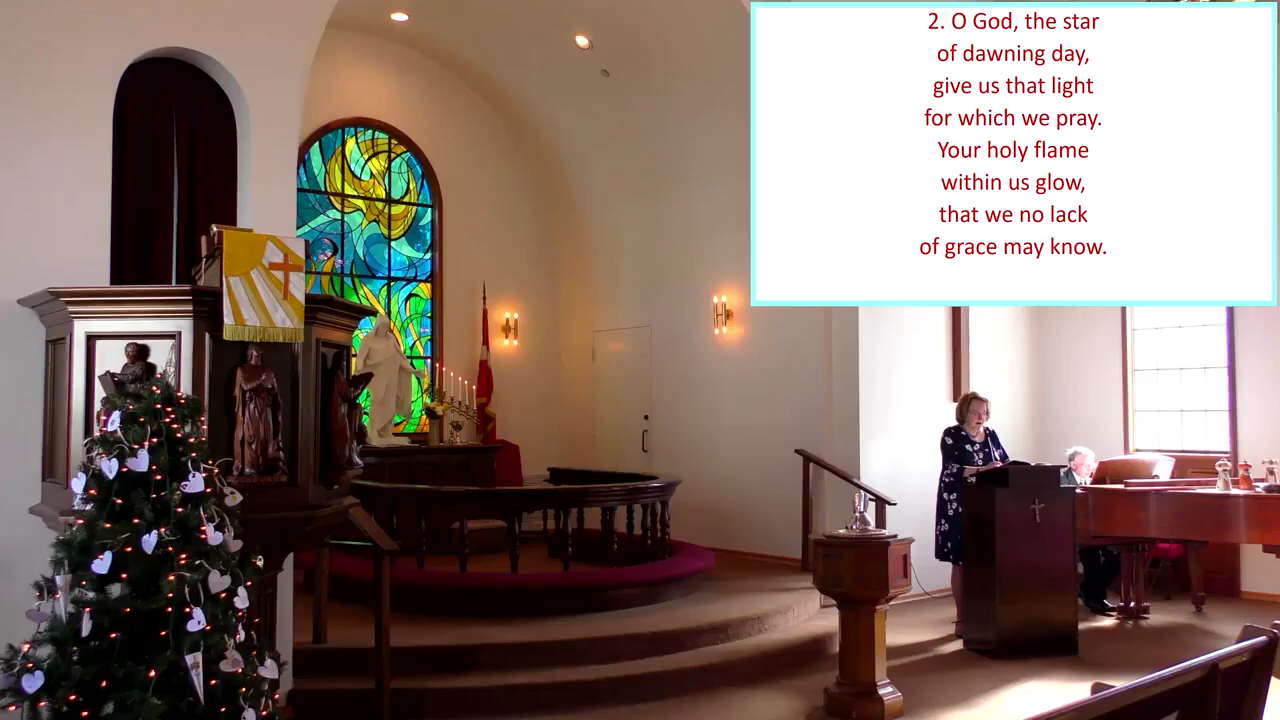 2. O God, the star
of dawning day,
give us that light
for which we pray.
Your holy flame
within us glow,
that we no lack
of grace may know.